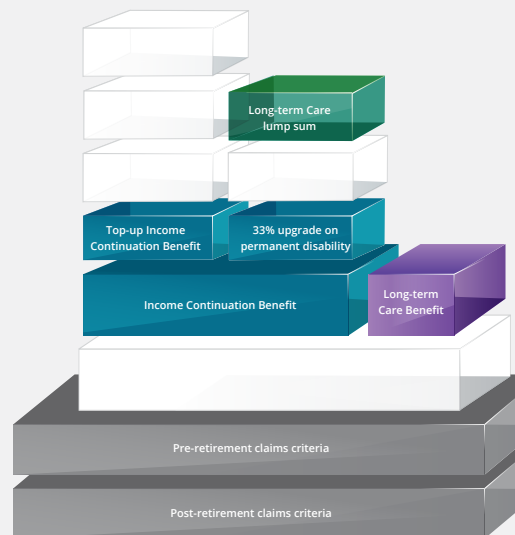 Long-term Care
lump sum
Top-up Income
Continuation Benefit
33% upgrade on
permanent disability
Income Continuation Benefit
Long-term
Care Benefit
Pre-retirement claims criteria
Post-retirement claims criteria